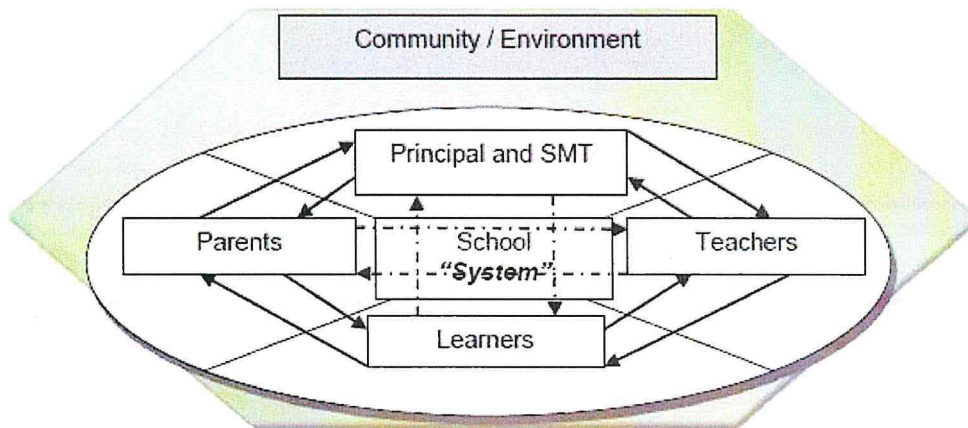 Community / Environment
Principal and SMT
Parents
School
"System"
Teachers
Learners